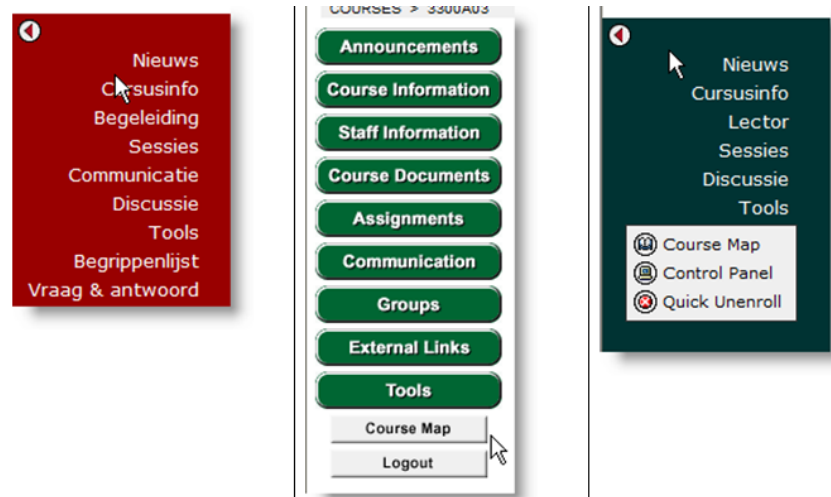 Nieuws
Cursusinfo
Begeleiding
Sessies
Communicatie
Discussie
Tools
Begrippenlijst
Vraag & antwoord
COURSES > 3300A03
Announcements
Course Information
Staff Information
Course Documents
Assignments
Communication
Groups
External Links
Tools
Course Map
Logout
Nieuws
Cursusinfo
Lector
Sessies
Discussie
Tools
Course Map
Control Panel
Quick Unenroll